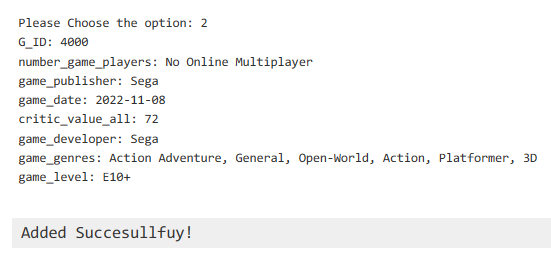 Please Choose the option: 2
G_ID: 4000
number_game_players: No Online Multiplayer
game_publisher: Sega
game_date: 2022-11-08
critic_value_all: 72
game_developer: Sega
game_genres: Action Adventure, General, Open-World, Action, Platformer, 3D
game_level: E10+
Added Succesullfuy!